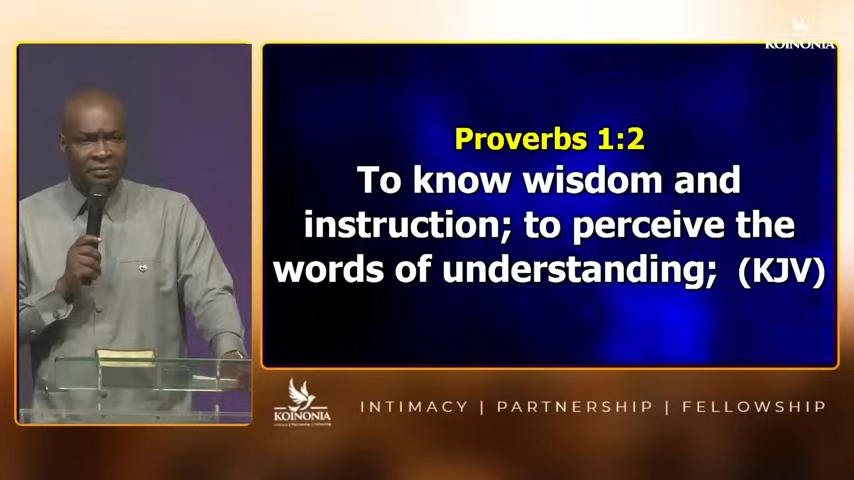 KOINONIA
Proverbs 1:2
To know wisdom and
instruction; to perceive the
words of understanding; (KJV)
KOINONIA
INTIMACY | PARTNERSHIP | FELLOWSHIP